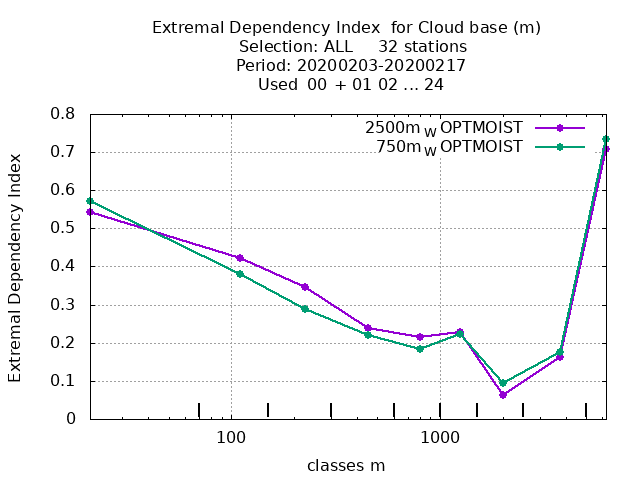 Extremal Dependency Index  for Cloud base (m)
Selection: ALL     32 stations
Period: 20200203-20200217
Used  00  + 01 02 ... 24
2500m W OPTMOIST
750m W OPTMOIST
0.8
0.7
0.6
0.5
0.4
0.3
0.2
0.1
0
Extremal Dependency Index
100
1000
classes m